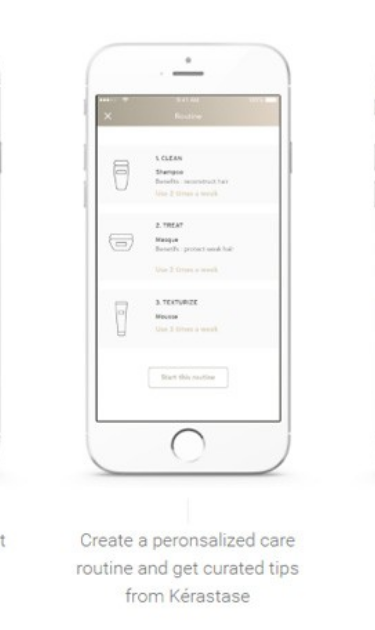 9:41 AM
Routine
1. CLEAN
Shampoo
Benefits : reconstruct hair
Use 2 times a week
2. TREAT
Masque
Benefits : protect weak hair
Use 2 times a week
3. TEXTURIZE
Mousse
Use 3 times a week
Start this routine
t
Create a peronsalized care
routine and get curated tips
from Kérastase